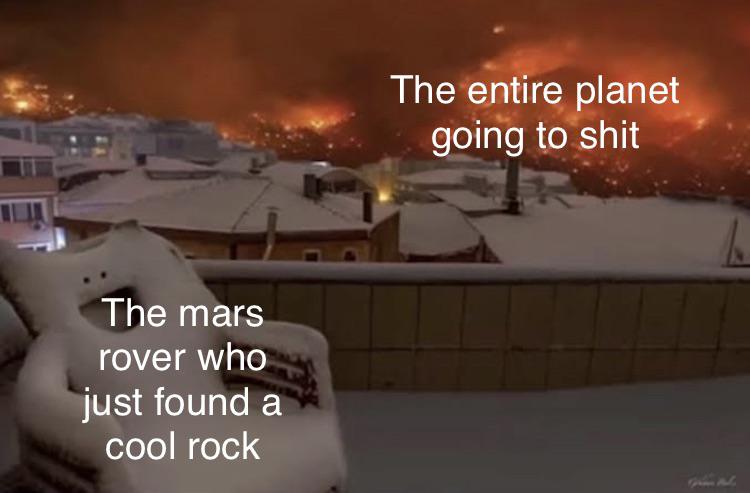 The entire planet
going to shit
The mars
rover who
just found a
cool rock